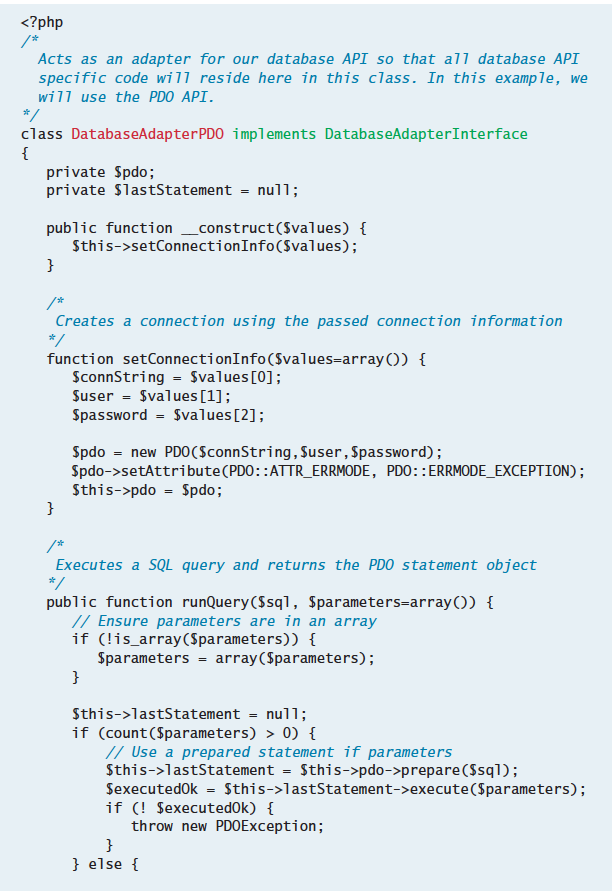 <?php
/*
Acts as an adapter for our database API so that all database API
specific code will reside here in this class. In this example, we
will use the PDO API.
*/
class DatabaseAdapterPDO implements DatabaseAdapterInterface
{
private $pdo;
private $lastStatement = null;
public function __construct($values) {
$this->setConnectionInfo($values);
}
/*
Creates a connection using the passed connection information
*/
function setConnectionInfo($values=array()) {
$connString = $values[0];
$user = $values[1];
$password = $values[2];
$pdo = new PDO($connString,$user,$password);
$pdo->setAttribute(PDO::ATTR_ERRMODE, PDO::ERRMODE_EXCEPTION);
$this->pdo = $pdo;
}
/*
Executes a SQL query and returns the PDO statement object
*/
public function runQuery($sql, $parameters=array()) {
// Ensure parameters are in an array
if (!is_array($parameters)) {
$parameters = array($parameters);
}
$this->lastStatement = null;
if (count($parameters) > 0) {
// Use a prepared statement if parameters
$this->lastStatement = $this->pdo->prepare($sql);
$executedOk = $this->lastStatement->execute($parameters);
if (! $executedOk) {
throw new PDOException;
}
} else {